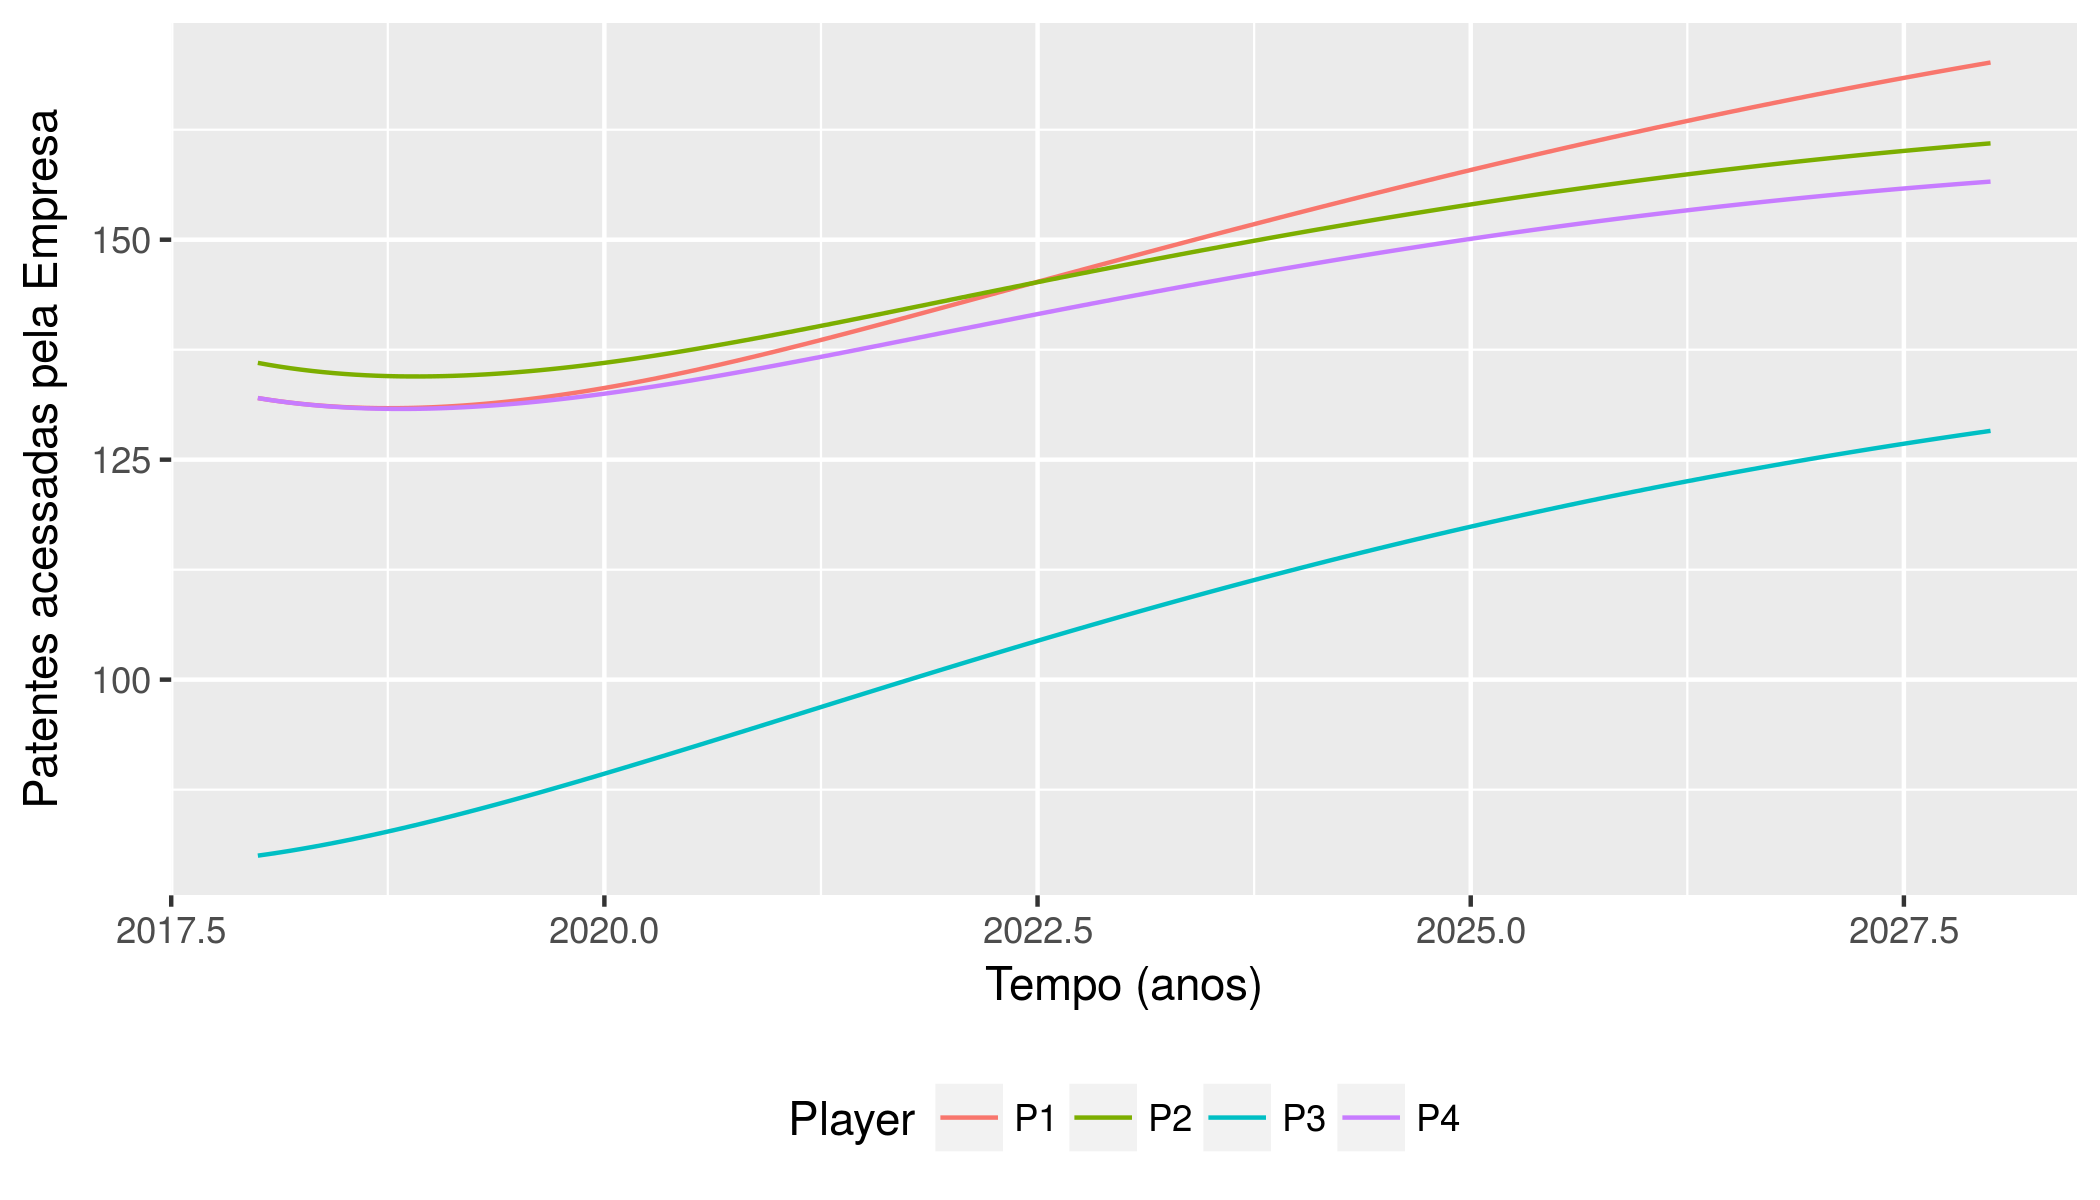 Patentes acessadas pela Empresa
150
125
100
2017.5 2020.0 2022.5 2025.0 2027.5
Tempo (anos)
Player P1 P2 P3 P4